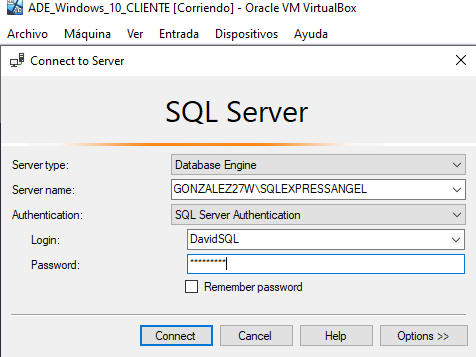 ADE_Windows_10_CLIENTE [Corriendo] - Oracle VM VirtualBox
Archivo Máquina Ver Entrada Dispositivos Ayuda
Connect to Server
SQL Server
Server type: Database Engine
Server name: GONZALEZ27W\SQLEXPRESSANGEL
Authentication: SQL Server Authentication
Login: DavidSQL
Password: *********
Remember password
Connect Cancel Help Options >>